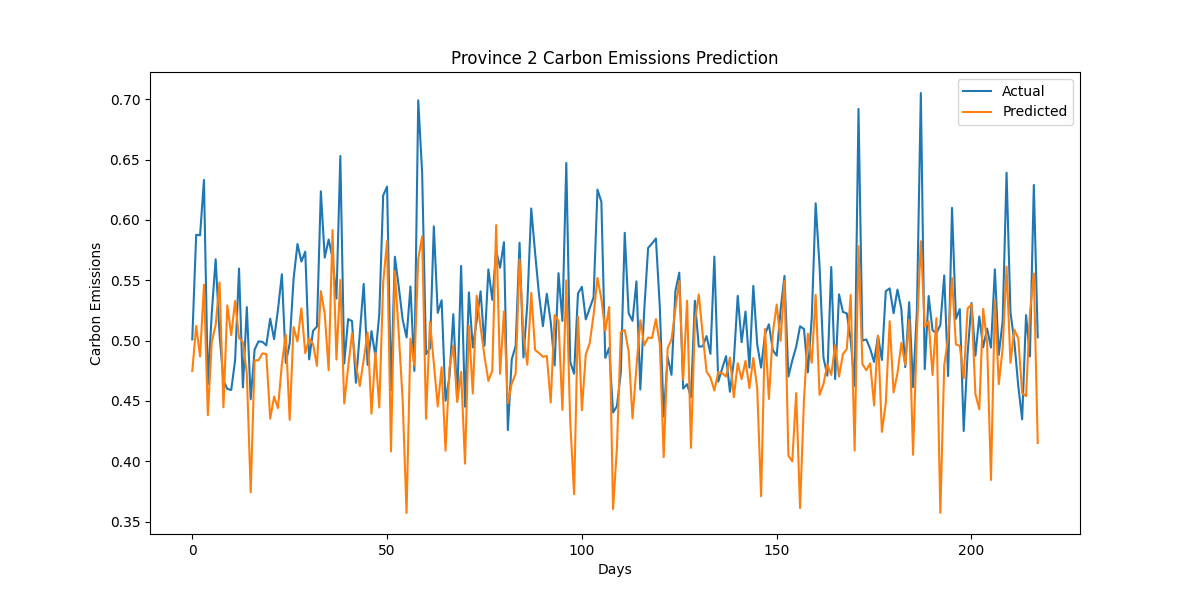 Province 2 Carbon Emissions Prediction
Actual
Predicted
0.70
0.65
0.60
0.55
0.50
0.45
0.40
0.35
Carbon Emissions
0
50
100
150
200
Days